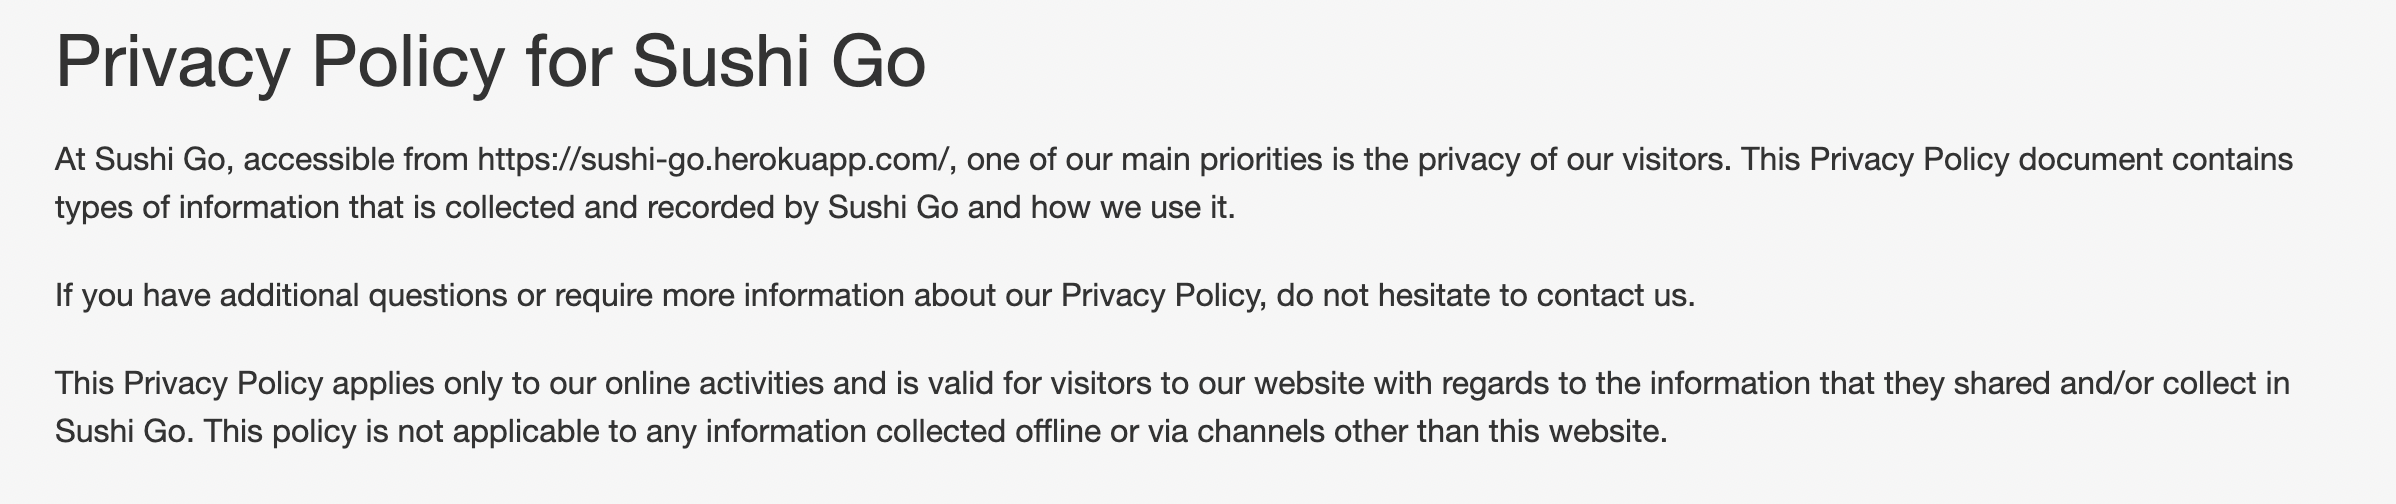 Privacy Policy for Sushi Go
At Sushi Go, accessible from https://sushi-go.herokuapp.com/, one of our main priorities is the privacy of our visitors. This Privacy Policy document contains
types of information that is collected and recorded by Sushi Go and how we use it.
If you have additional questions or require more information about our Privacy Policy, do not hesitate to contact us.
This Privacy Policy applies only to our online activities and is valid for visitors to our website with regards to the information that they shared and/or collect in
Sushi Go. This policy is not applicable to any information collected offline or via channels other than this website.